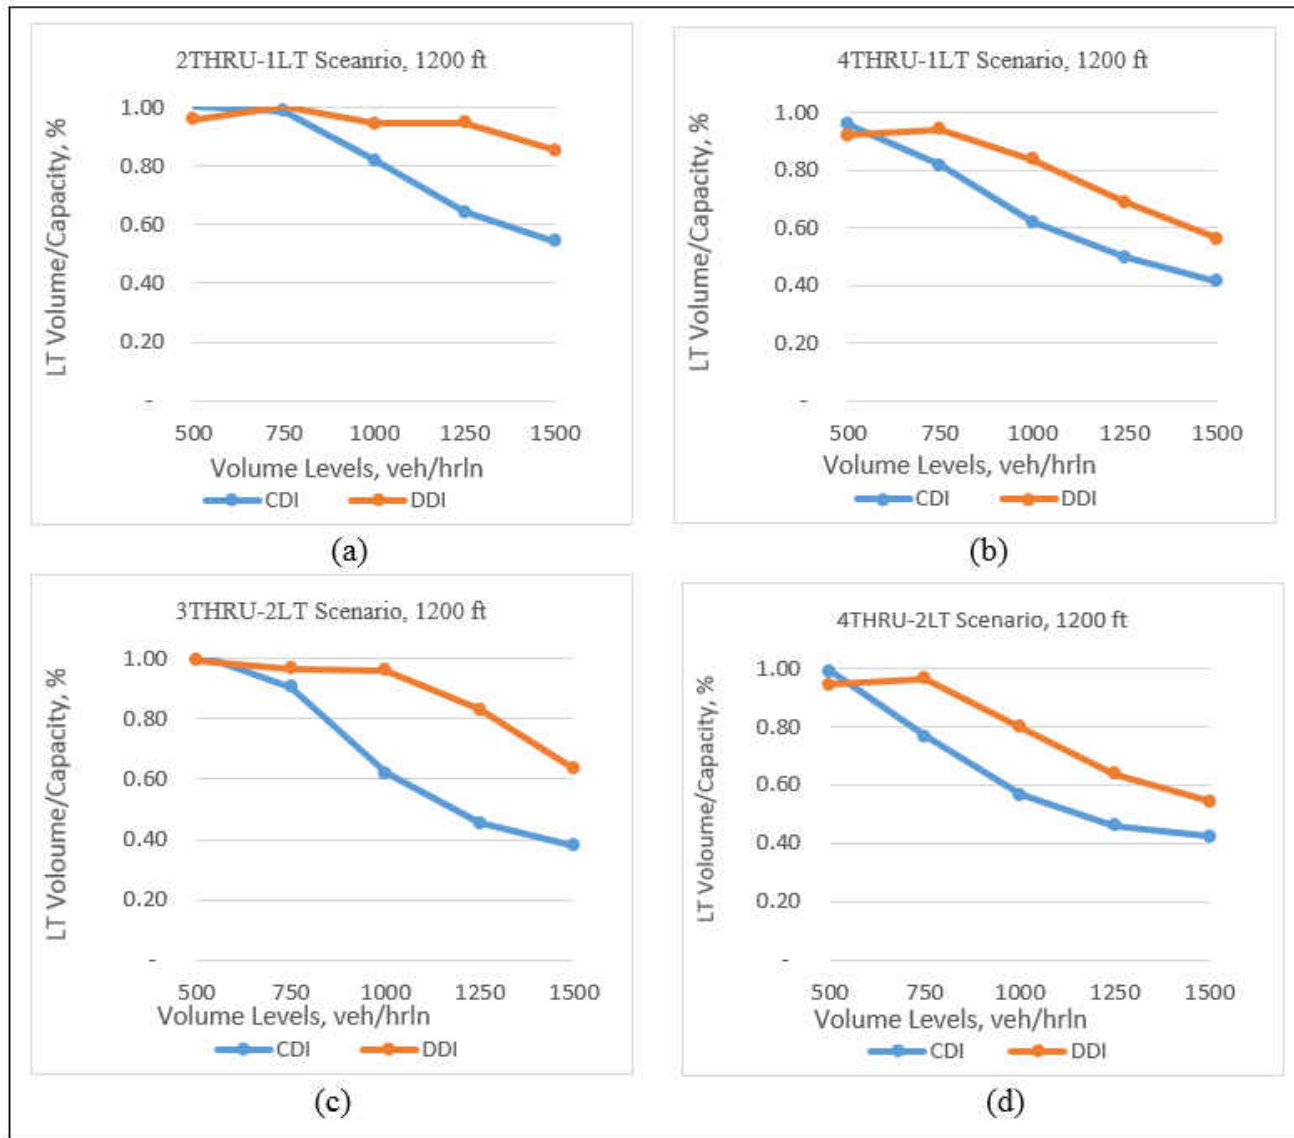 2THRU-1LT Sceanrio, 1200 ft
LT Volume/Capacity, %
1.00
0.80
0.60
0.40
0.20
-
500 750 1000 1250 1500
Volume Levels, veh/hrln
CDI DDI
(a)
4THRU-1LT Scenario, 1200 ft
LT Volume/Capacity, %
1.00
0.80
0.60
0.40
0.20
-
500 750 1000 1250 1500
Volume Levels, veh/hrln
CDI DDI
(b)
3THRU-2LT Scenario, 1200 ft
LT Voloume/Capacity, %
1.00
0.80
0.60
0.40
0.20
-
500 750 1000 1250 1500
Volume Levels, veh/hrln
CDI DDI
(c)
4THRU-2LT Scenario, 1200 ft
LT Voloume/Capacity, %
1.00
0.80
0.60
0.40
0.20
-
500 750 1000 1250 1500
Volume Levels, veh/hrln
CDI DDI
(d)